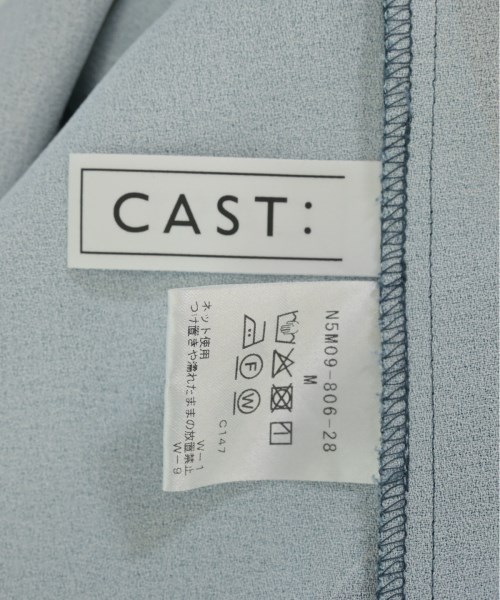 CAST:
N5M09-806-28
M
F W
C147
ネット使用
つけ置きや濡れたままの放置禁止
W-1
W-9